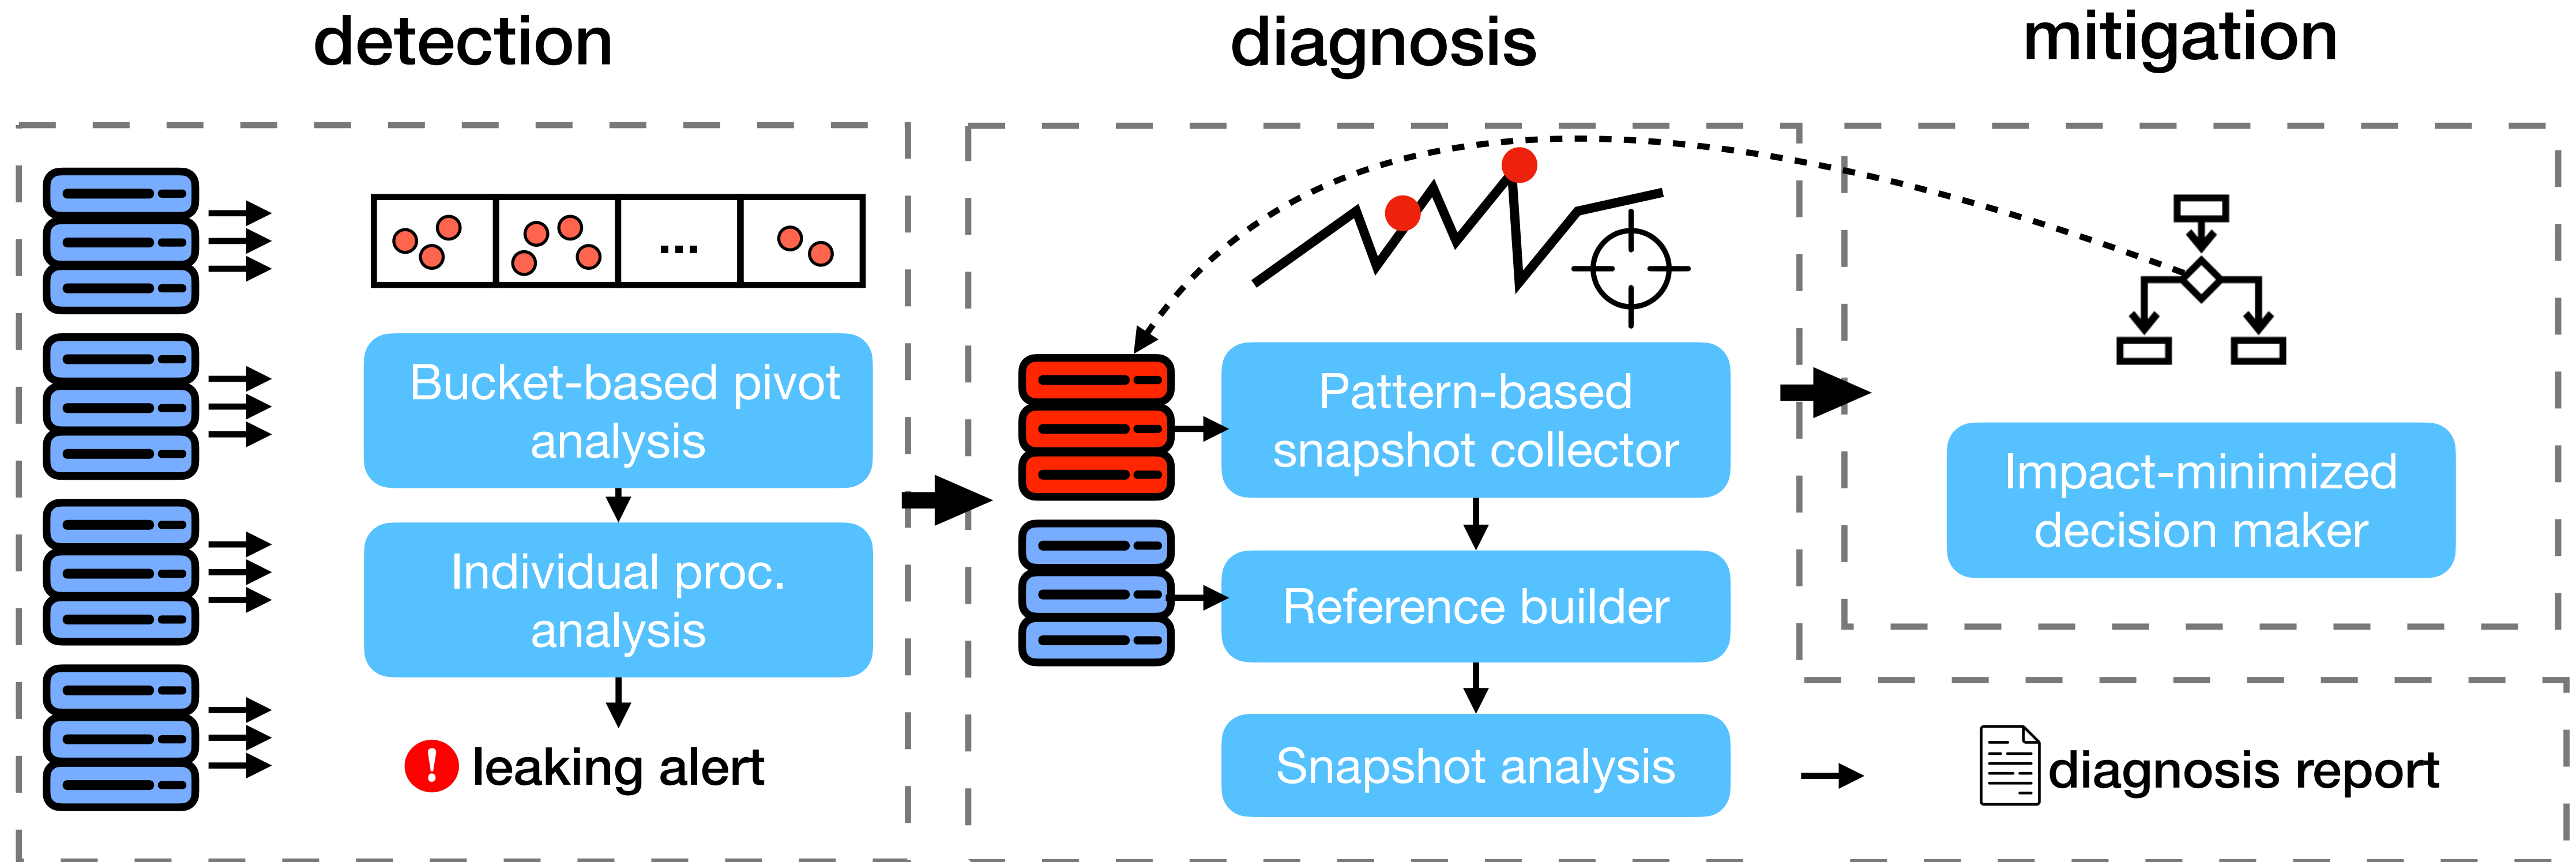 detection
diagnosis
mitigation
...
Bucket-based pivot
analysis
Individual proc.
analysis
! leaking alert
Pattern-based
snapshot collector
Reference builder
Snapshot analysis
Impact-minimized
decision maker
diagnosis report